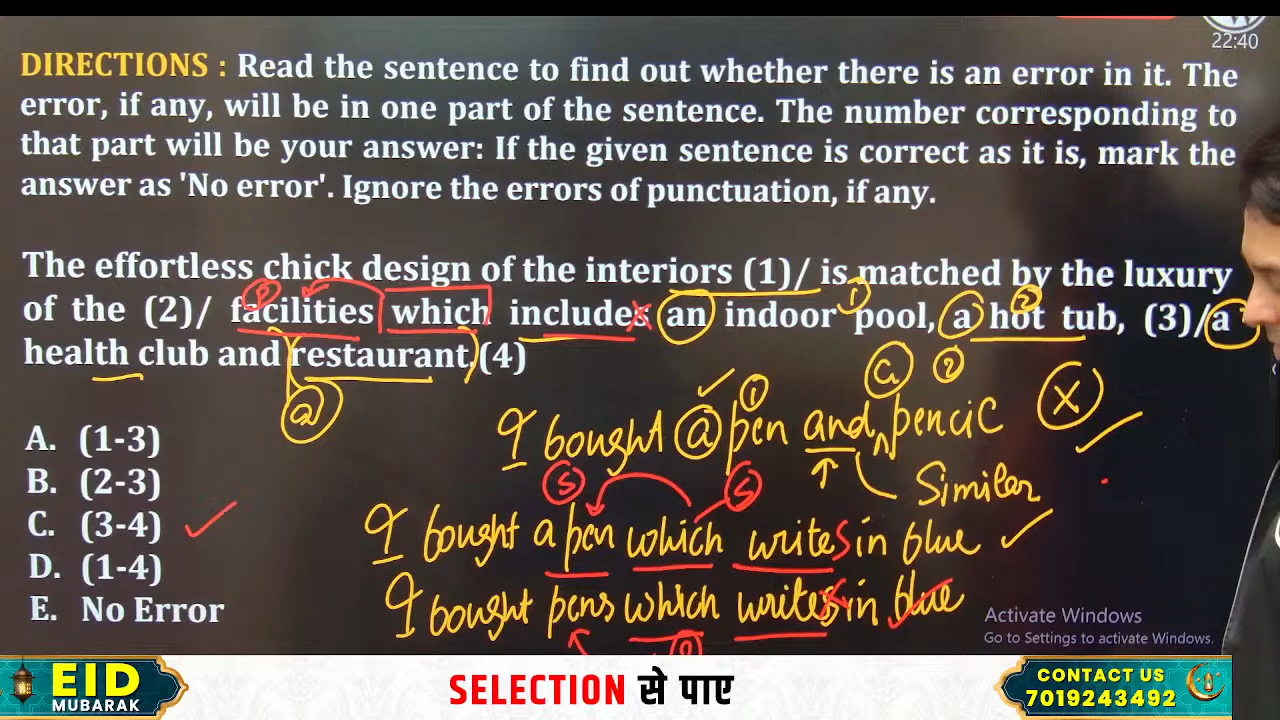 22:40
DIRECTIONS : Read the sentence to find out whether there is an error in it. The
error, if any, will be in one part of the sentence. The number corresponding to
that part will be your answer: If the given sentence is correct as it is, mark the
answer as 'No error'. Ignore the errors of punctuation, if any.
The effortless chick design of the interiors (1)/ is matched by the luxury
of the (2)/ facilities which includes an indoor pool, a hot tub, (3)/a
health club and restaurant.(4)
P
1
2
a
A. (1-3)
B. (2-3)
C. (3-4)
D. (1-4)
E. No Error
I bought a pen and pencil
1
a
2
X
Similar
S
S
I bought a pen which writes in blue
I bought pens which writes in blue
P
Activate Windows
Go to Settings to activate Windows.
EID
MUBARAK
SELECTION से पाए
CONTACT US
7019243492